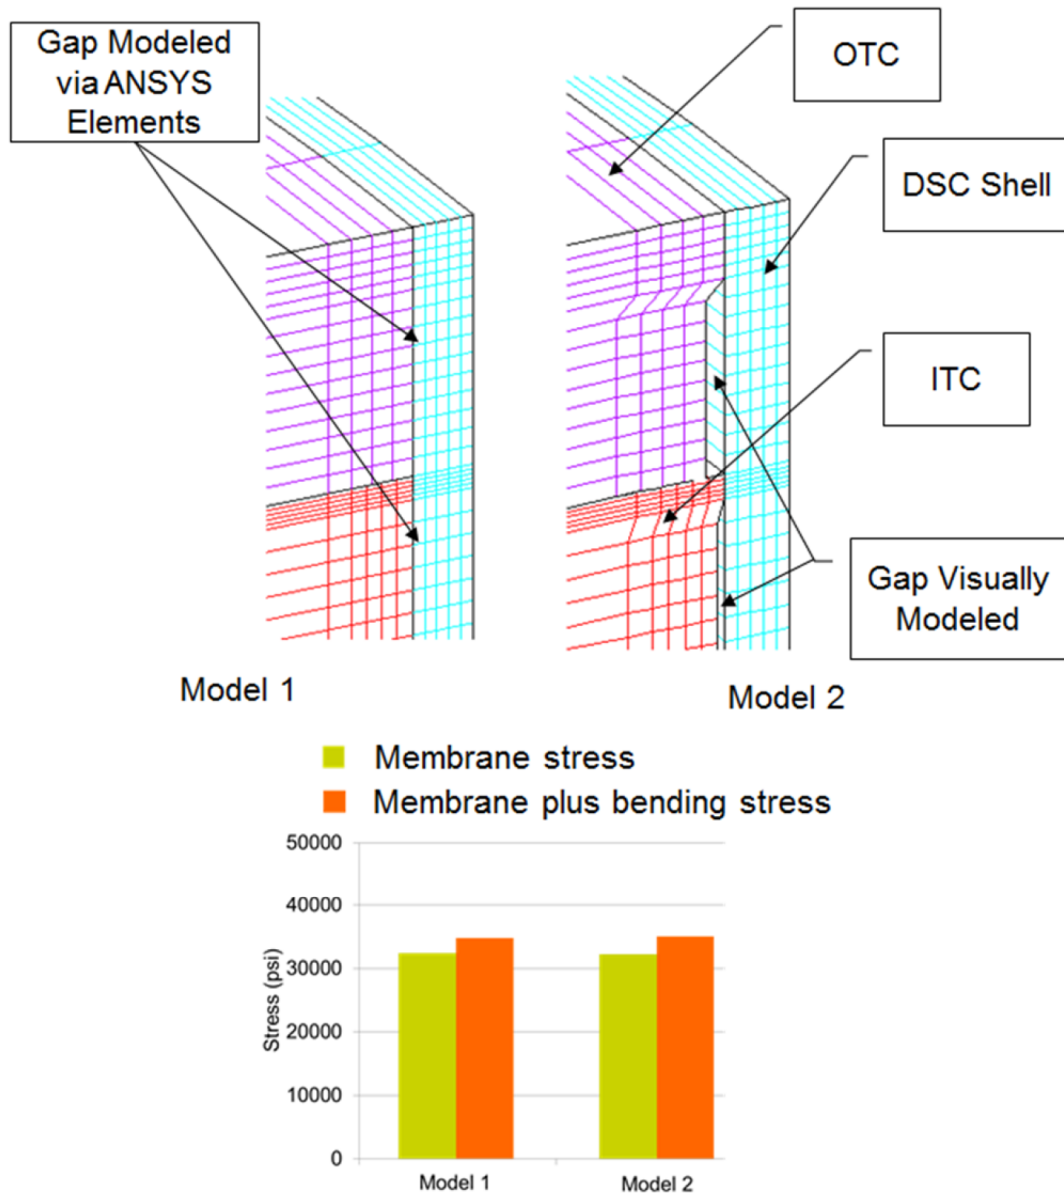 Gap Modeled
via ANSYS
Elements
OTC
DSC Shell
ITC
Gap Visually
Modeled
Model 1
Model 2
Membrane stress
Membrane plus bending stress
50000
40000
30000
20000
10000
0
Stress (psi)
Model 1
Model 2